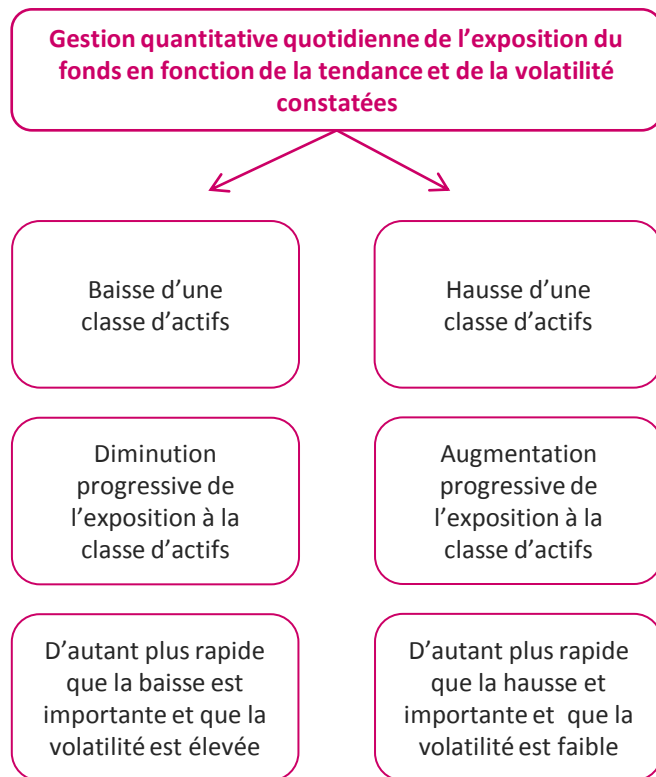 Gestion quantitative quotidienne de l’exposition du
fonds en fonction de la tendance et de la volatilité
constatées
Baisse d’une
classe d’actifs
Hausse d’une
classe d’actifs
Diminution
progressive de
l’exposition à la
classe d’actifs
Augmentation
progressive de
l’exposition à la
classe d’actifs
D’autant plus rapide
que la baisse est
importante et que la
volatilité est élevée
D’autant plus rapide
que la hausse et
importante et que la
volatilité est faible